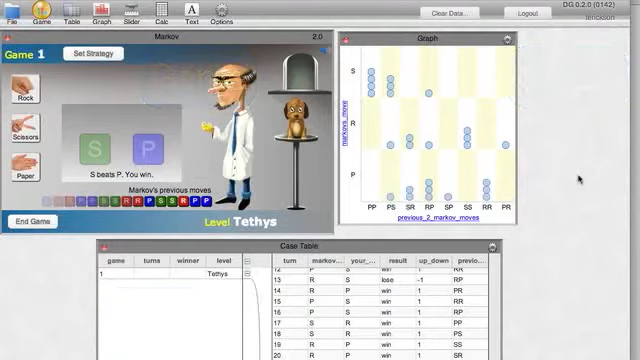 DG 0.2.0 (0142)
lerickson
File
Game
Table
Graph
Slider
Calc
Text
Options
Clear Data...
Logout
Markov
2.0
Game 1
Set Strategy
Rock
Scissors
Paper
S
P
S beats P. You win.
Markov's previous moves
End Game
Level Tethys
Graph
markovs_move
S
R
P
PP PS SR RP SP SS RR PR
previous_2_markov_moves
Case Table
game turns winner level
1 Tethys
turn markov... your_... result up_down previo...
12 P S win 1 RR
13 R S lose -1 RP
14 R P win 1 RR
15 P S win 1 RR
16 P S win 1 RP
17 S R win 1 PP
18 S R win 1 PS
19 R P win 1 SS
20 R P win 1 SR